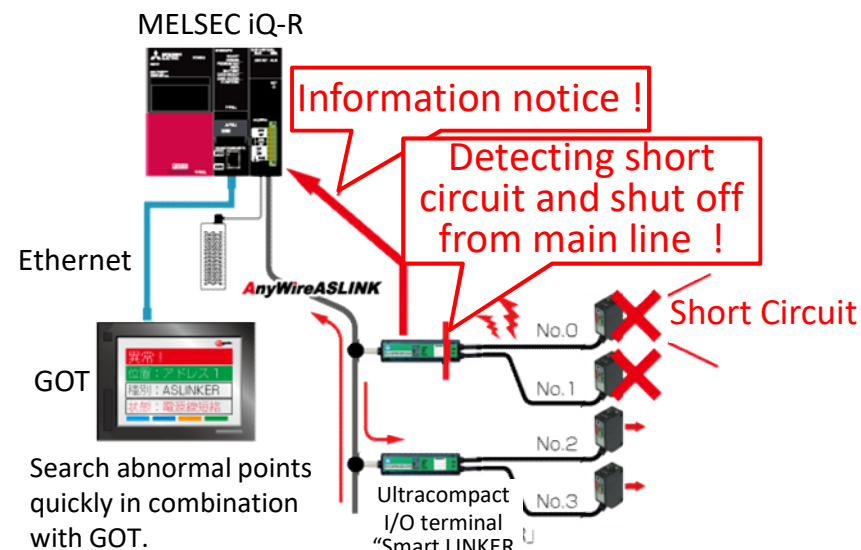 MELSEC iQ-R
Information notice !
Detecting short
circuit and shut off
from main line !
Ethernet
AnyWireASLINK
No.0
Short Circuit
No.1
GOT
異常！
位置：アドレス1
種別：ASLINKER
状態：電源線短絡
No.2
No.3
Search abnormal points
quickly in combination
with GOT.
Ultracompact
I/O terminal
“Smart LINKER